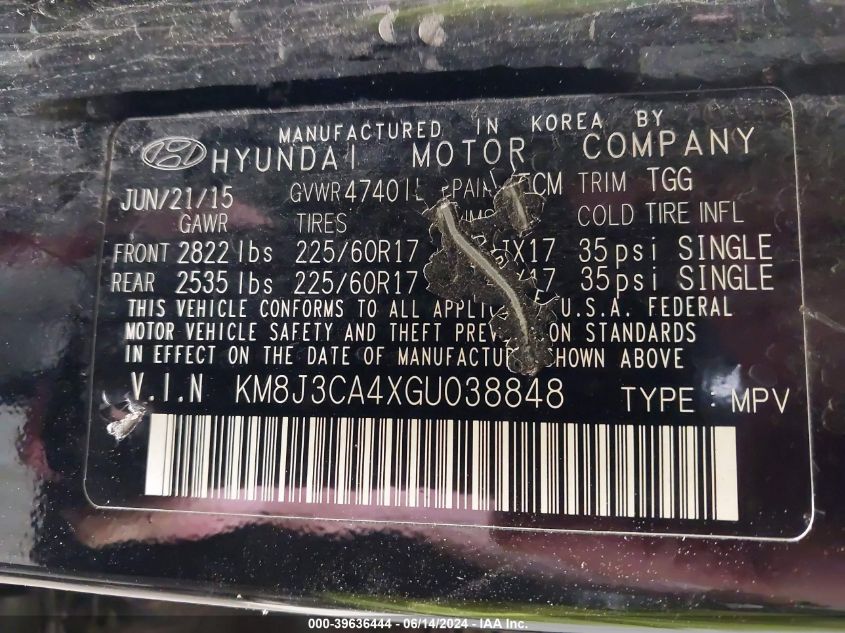 MANUFACTURED IN KOREA BY
HYUNDAI MOTOR COMPANY
JUN/21/15 GVWR 4740 TRIM TGG
GAWR TIRES COLD TIRE INFL
FRONT 2822 lbs 225/60R17 35psi SINGLE
REAR 2535 lbs 225/60R17 35psi SINGLE
THIS VEHICLE CONFORMS TO ALL U.S.A. FEDERAL
MOTOR VEHICLE SAFETY AND THEFT STANDARDS
IN EFFECT ON THE DATE OF SHOWN ABOVE
V.I.N KM8J3CA4XGU038848 TYPE : MPV
000-39636444 - 06/14/2024 - IAA Inc.